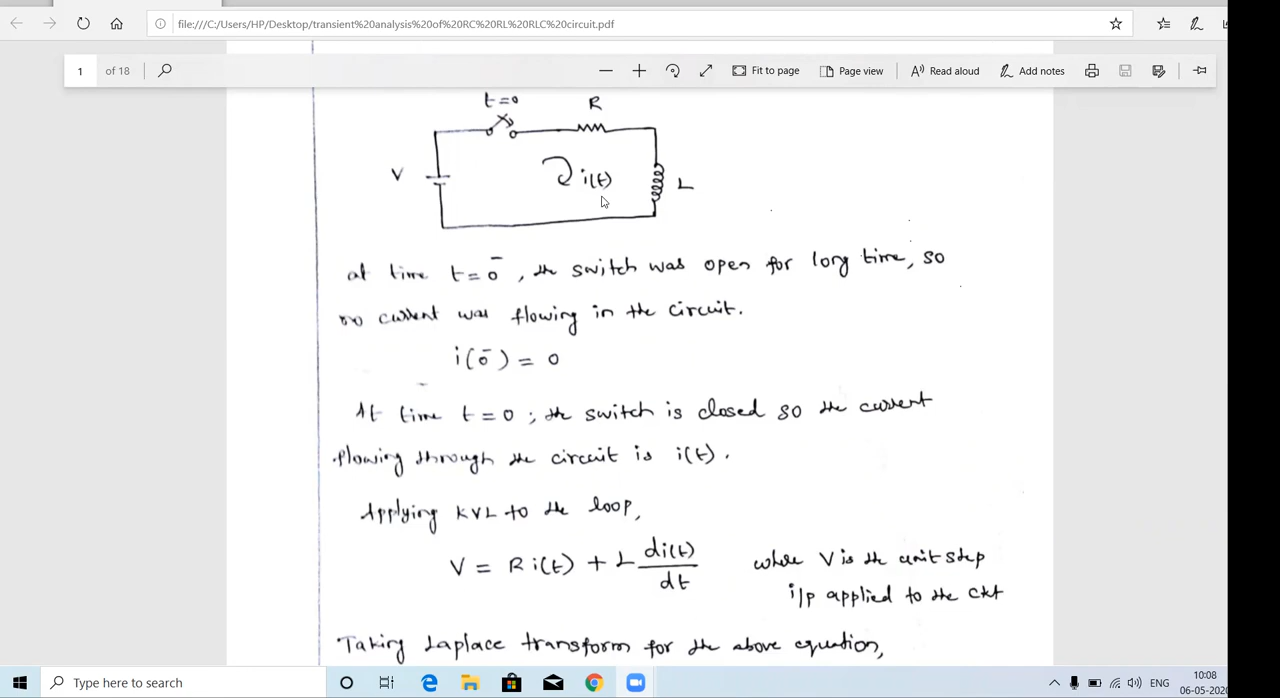 file:///C:/Users/HP/Desktop/transient%20analysis%20of%20RC%20RL%20RLC%20circuit.pdf
1 of 18 Fit to page Page view A Read aloud Add notes
t=0 R
V i(t) L
at time t=0⁻, the switch was open for long time, so
no current was flowing in the circuit.
i(0⁻) = 0
At time t=0; the switch is closed so the current
flowing through the circuit is i(t).
Applying KVL to the loop,
V = R i(t) + L di(t)/dt where V is the unit step
i/p applied to the ckt
Taking Laplace transform for the above equation,
Type here to search
ENG
10:08
06-05-2020